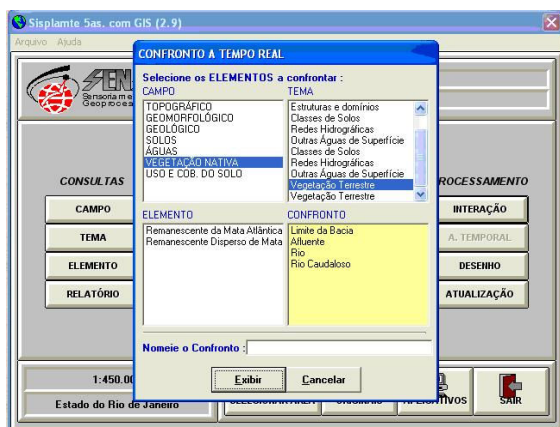 Sisplamte 5as. com GIS (2.9)
Arquivo Ajuda
CONFRONTO A TEMPO REAL
Selecione os ELEMENTOS a confrontar :
CAMPO
TEMA
TOPOGRÁFICO
GEOMORFOLÓGICO
GEOLÓGICO
SOLOS
ÁGUAS
VEGETAÇÃO NATIVA
USO E COB. DO SOLO
Estruturas e domínios
Classes de Solos
Redes Hidrográficas
Outras Águas de Superfície
Classes de Solos
Redes Hidrográficas
Outras Águas de Superfície
Vegetação Terrestre
Vegetação Terrestre
ELEMENTO
CONFRONTO
Remanescente da Mata Atlântica
Remanescente Disperso de Mata
Limite da Bacia
Afluente
Rio
Rio Caudaloso
Nomeie o Confronto :
Exibir
Cancelar
CONSULTAS
CAMPO
TEMA
ELEMENTO
RELATÓRIO
ROCESSAMENTO
INTERAÇÃO
A. TEMPORAL
DESENHO
ATUALIZAÇÃO
1:450.00
Estado do Rio de Janeiro
SAIR